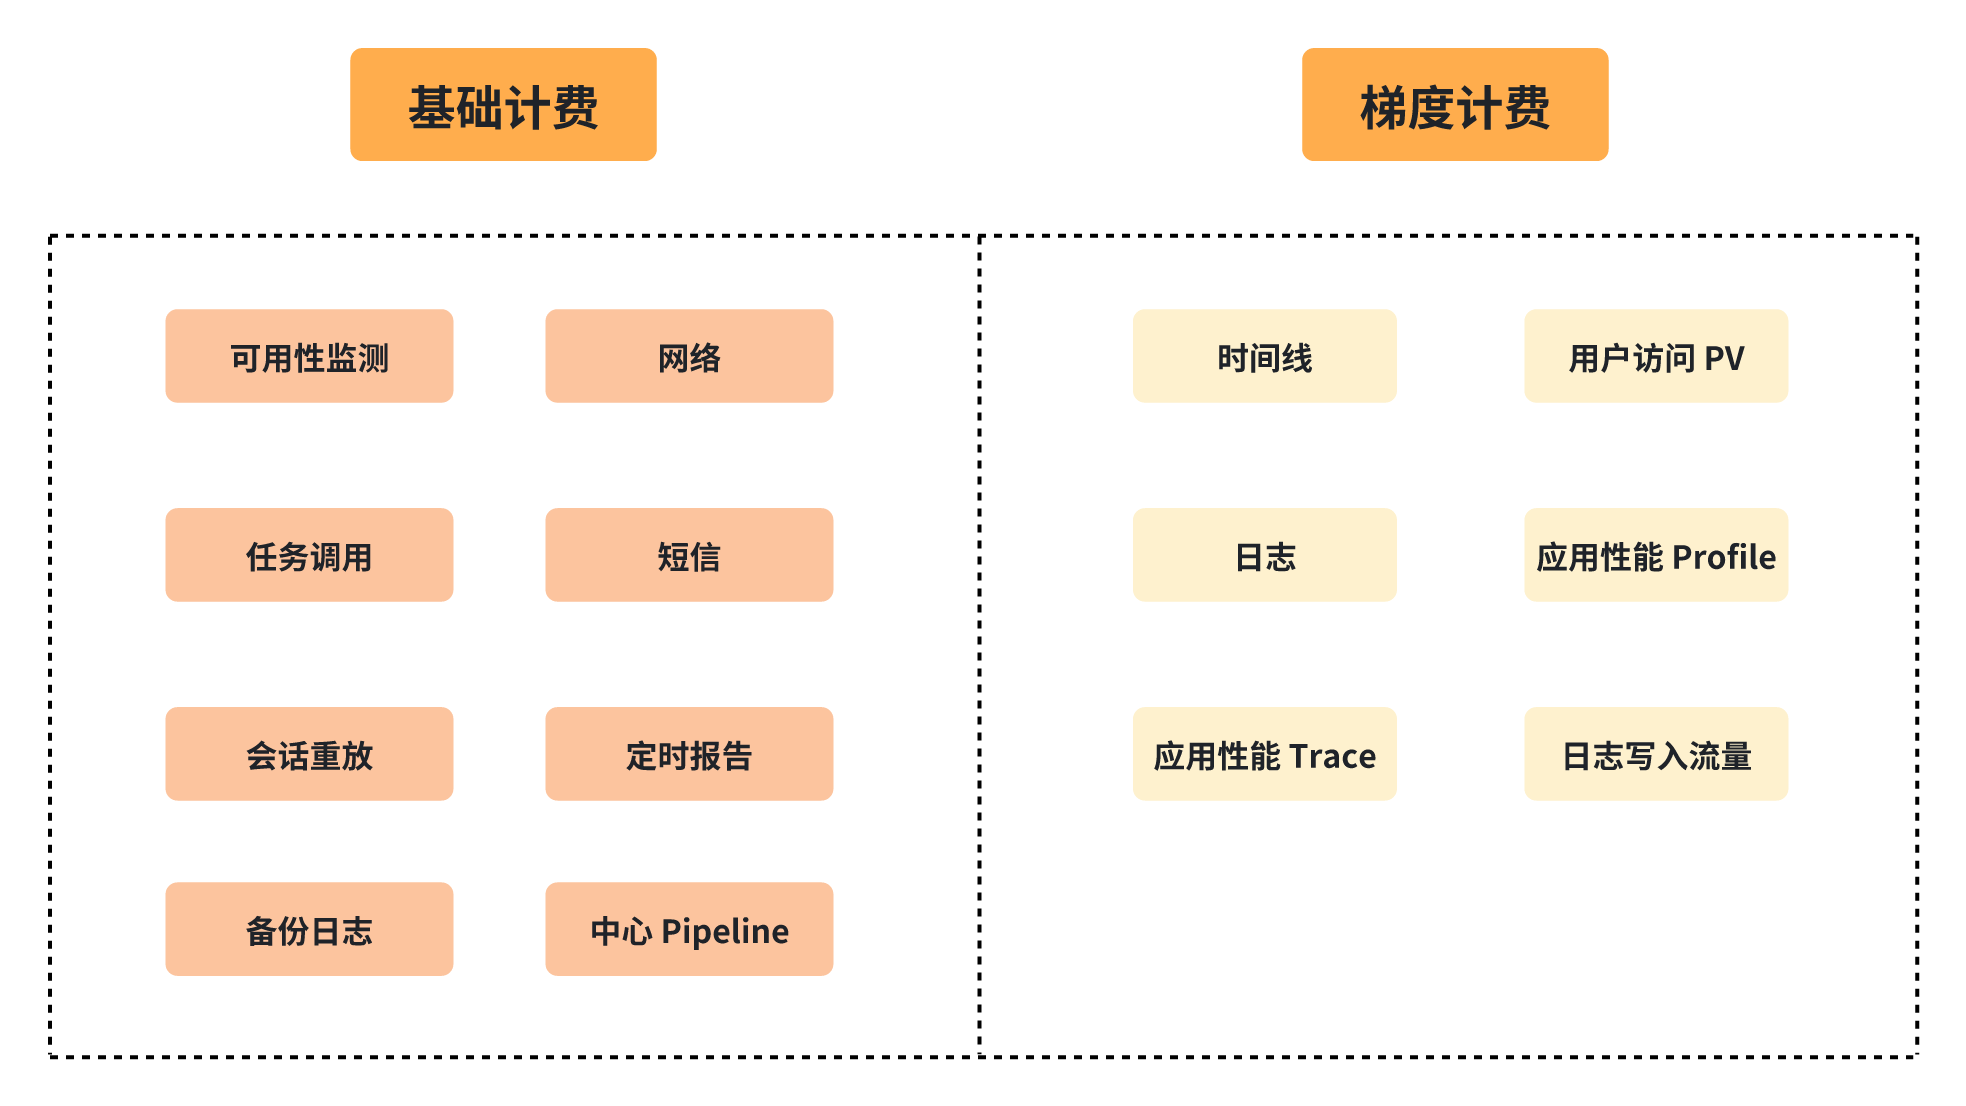 基础计费
梯度计费
可用性监测
网络
时间线
用户访问 PV
任务调用
短信
日志
应用性能 Profile
会话重放
定时报告
应用性能 Trace
日志写入流量
备份日志
中心 Pipeline